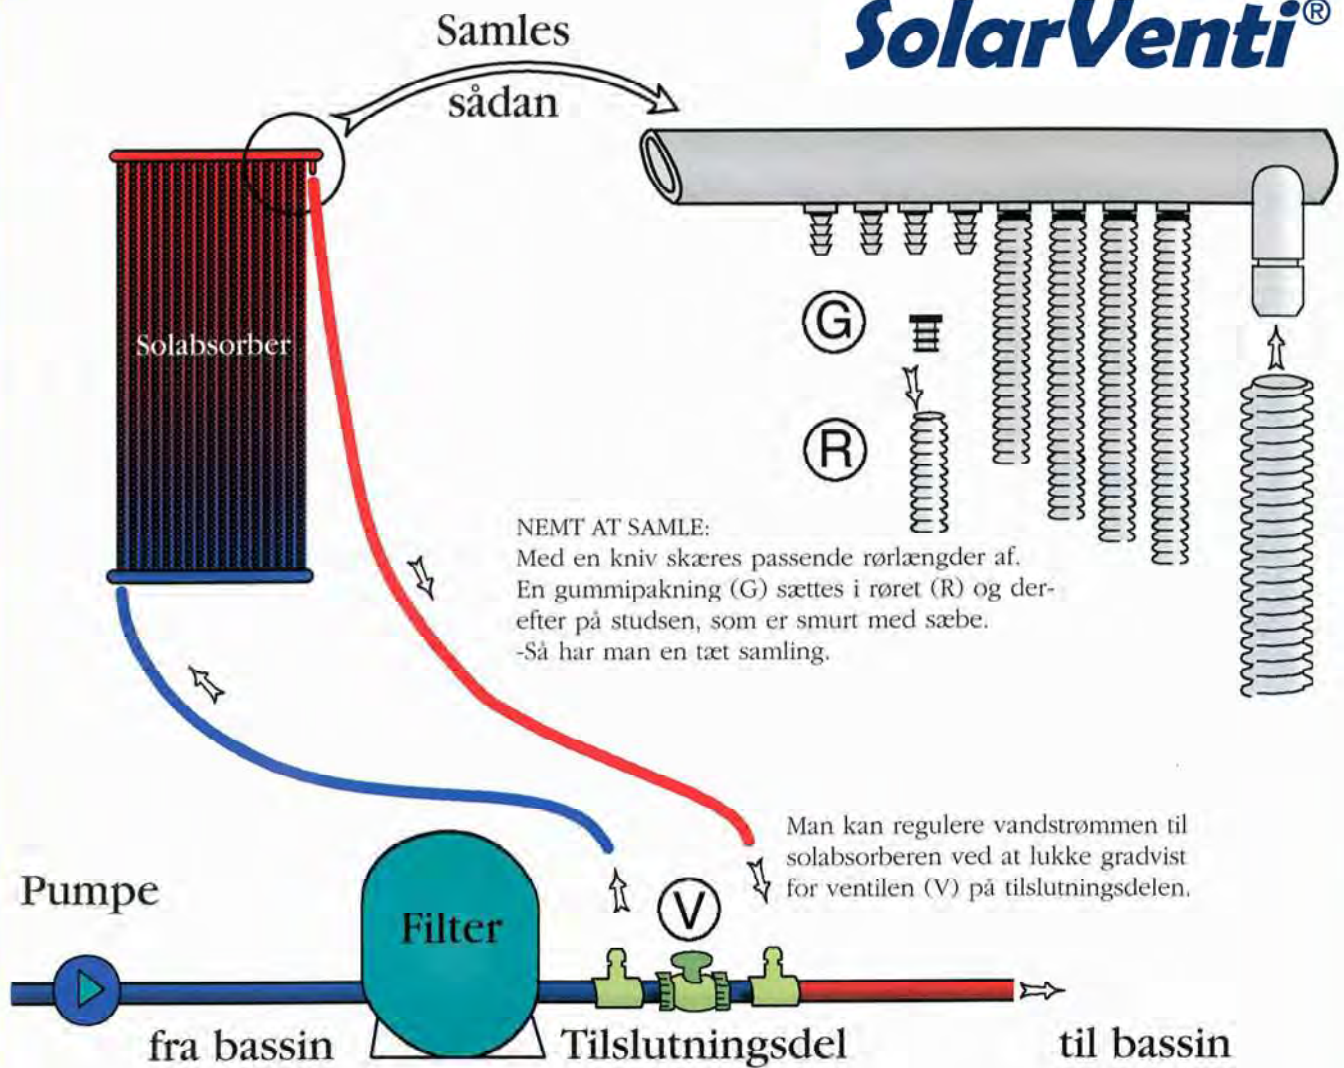 Samles
sådan
SolarVenti®
Solabsorber
G
R
NEMT AT SAMLE:
Med en kniv skæres passende rørlængder af.
En gummipakning (G) sættes i røret (R) og der-
efter på studsen, som er smurt med sæbe.
-Så har man en tæt samling.
Man kan regulere vandstrømmen til
solabsorberen ved at lukke gradvist
for ventilen (V) på tilslutningsdelen.
Pumpe
Filter
V
fra bassin
Tilslutningsdel
til bassin